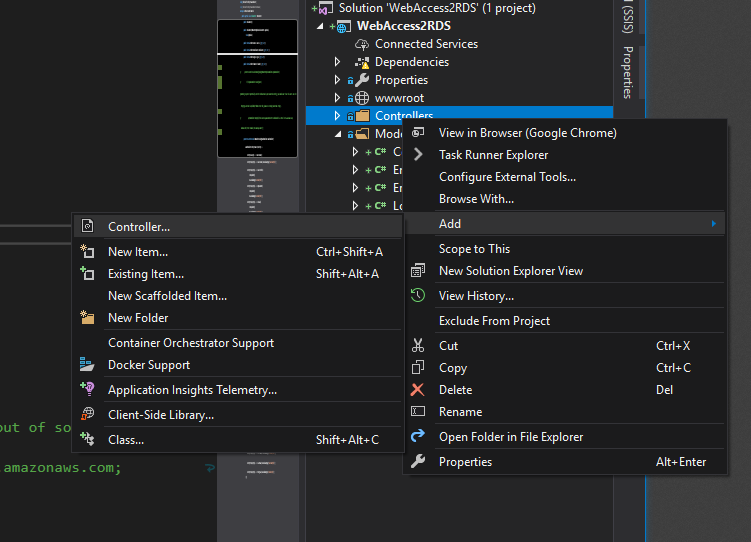 Solution 'WebAccess2RDS' (1 project)
WebAccess2RDS
Connected Services
Dependencies
Properties
wwwroot
Controllers
Mode
C# C
C# En
C# En
C# Lo
(SSIS)
Properties
View in Browser (Google Chrome)
Task Runner Explorer
Configure External Tools...
Browse With...
Add
Scope to This
New Solution Explorer View
View History...
Exclude From Project
Cut Ctrl+X
Copy Ctrl+C
Delete Del
Rename
Open Folder in File Explorer
Properties Alt+Enter
Controller...
New Item... Ctrl+Shift+A
Existing Item... Shift+Alt+A
New Scaffolded Item...
New Folder
Container Orchestrator Support
Docker Support
Application Insights Telemetry...
Client-Side Library...
Class... Shift+Alt+C
out of so
.amazonaws.com;